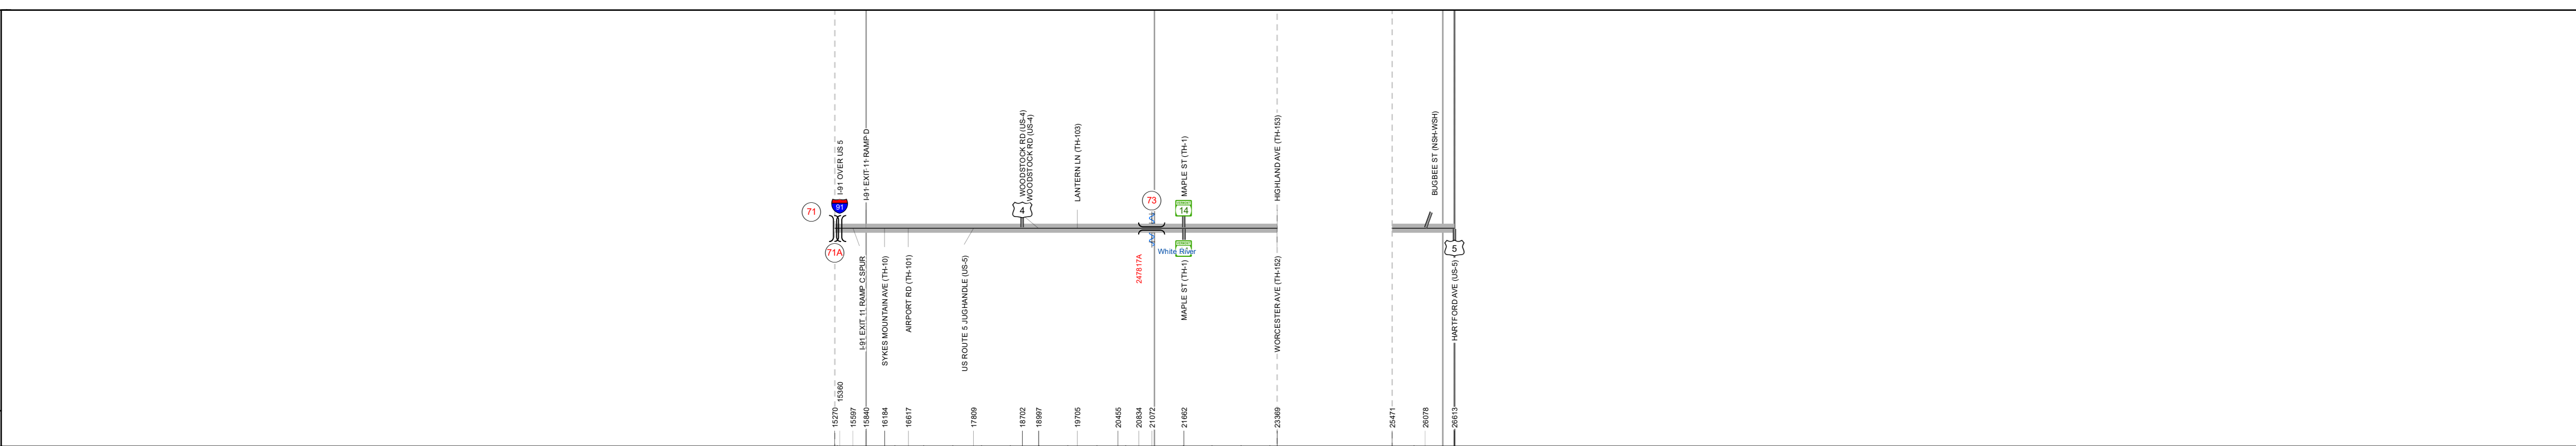 I-91 OVER US 5
I-91 EXIT 11 RAMP D
WOODSTOCK RD (US-4)
WOODSTOCK RD (US-4)
LANTERN LN (TH-103)
MAPLE ST (TH-1)
HIGHLAND AVE (TH-153)
BUGBEE ST (NSH-WSH)
71
91
4
73
14
71A
White River
5
I-91 EXIT 11 RAMP C SPUR
SYKES MOUNTAIN AVE (TH-10)
AIRPORT RD (TH-101)
US ROUTE 5 JUGHANDLE (US-5)
247817A
MAPLE ST (TH-1)
WORCESTER AVE (TH-152)
HARTFORD AVE (US-5)
15270
15360
15597
15840
16184
16617
17809
18702
18997
19705
20455
20834
21072
21662
23369
25471
26078
26613